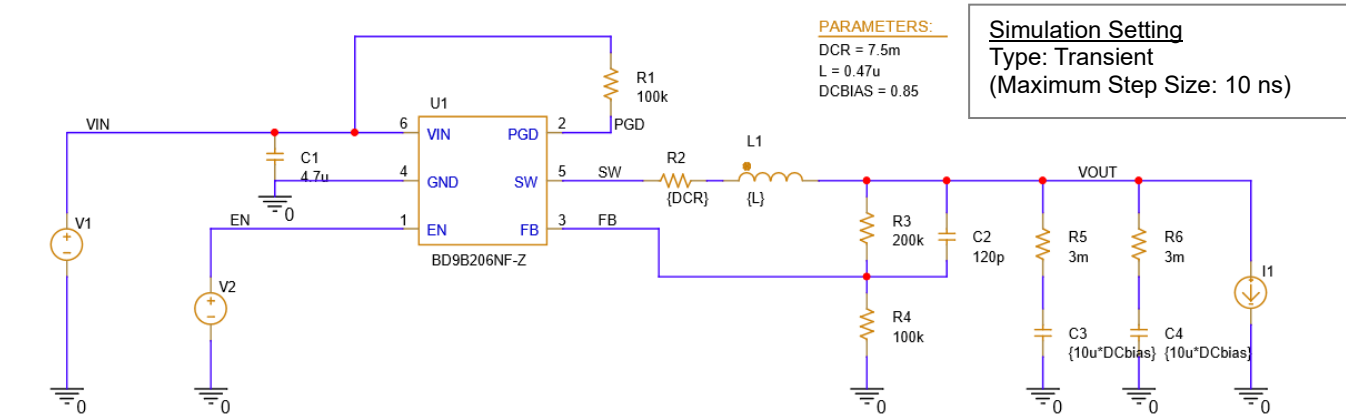 PARAMETERS:
DCR = 7.5m
L = 0.47u
DCBIAS = 0.85
Simulation Setting
Type: Transient
(Maximum Step Size: 10 ns)
R1
100k
U1
VIN
6
VIN
PGD
2
PGD
C1
4.7u
0
4
GND
SW
5
SW
R2
{DCR}
L1
{L}
VOUT
EN
1
EN
FB
3
FB
BD9B206NF-Z
V1
V2
R3
200k
C2
120p
R4
100k
R5
3m
R6
3m
C3
{10u*DCbias}
C4
{10u*DCbias}
I1
0
0
0
0
0
0